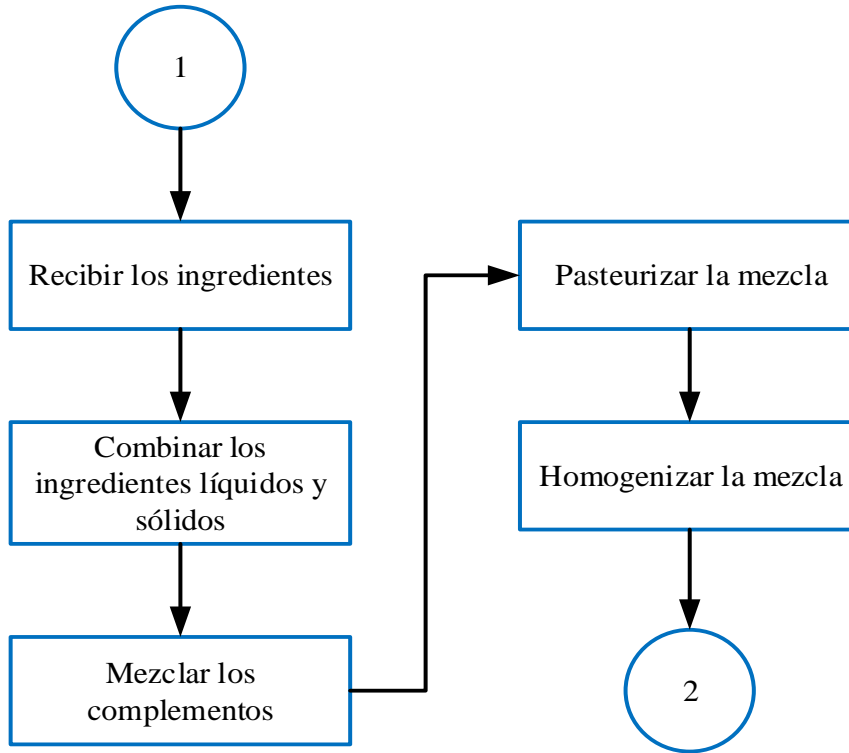 1
Recibir los ingredientes
Combinar los
ingredientes líquidos y
sólidos
Mezclar los
complementos
Pasteurizar la mezcla
Homogenizar la mezcla
2